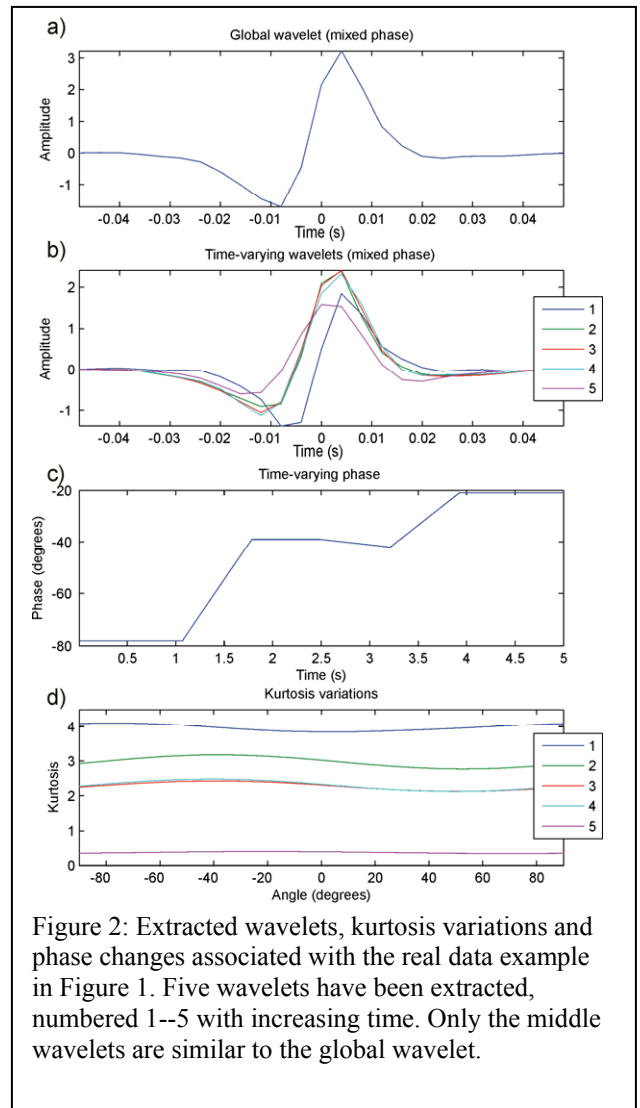 a)
Global wavelet (mixed phase)
3
2
1
0
-1
Amplitude
-0.04 -0.03 -0.02 -0.01 0 0.01 0.02 0.03 0.04
Time (s)
b)
Time-varying wavelets (mixed phase)
2
1
0
-1
Amplitude
1
2
3
4
5
-0.04 -0.03 -0.02 -0.01 0 0.01 0.02 0.03 0.04
Time (s)
c)
Time-varying phase
-20
-40
-60
-80
Phase (degrees)
0.5 1 1.5 2 2.5 3 3.5 4 4.5 5
Time (s)
d)
Kurtosis variations
4
3
2
1
0
Kurtosis
1
2
3
4
5
-80 -60 -40 -20 0 20 40 60 80
Angle (degrees)
Figure 2: Extracted wavelets, kurtosis variations and
phase changes associated with the real data example
in Figure 1. Five wavelets have been extracted,
numbered 1--5 with increasing time. Only the middle
wavelets are similar to the global wavelet.